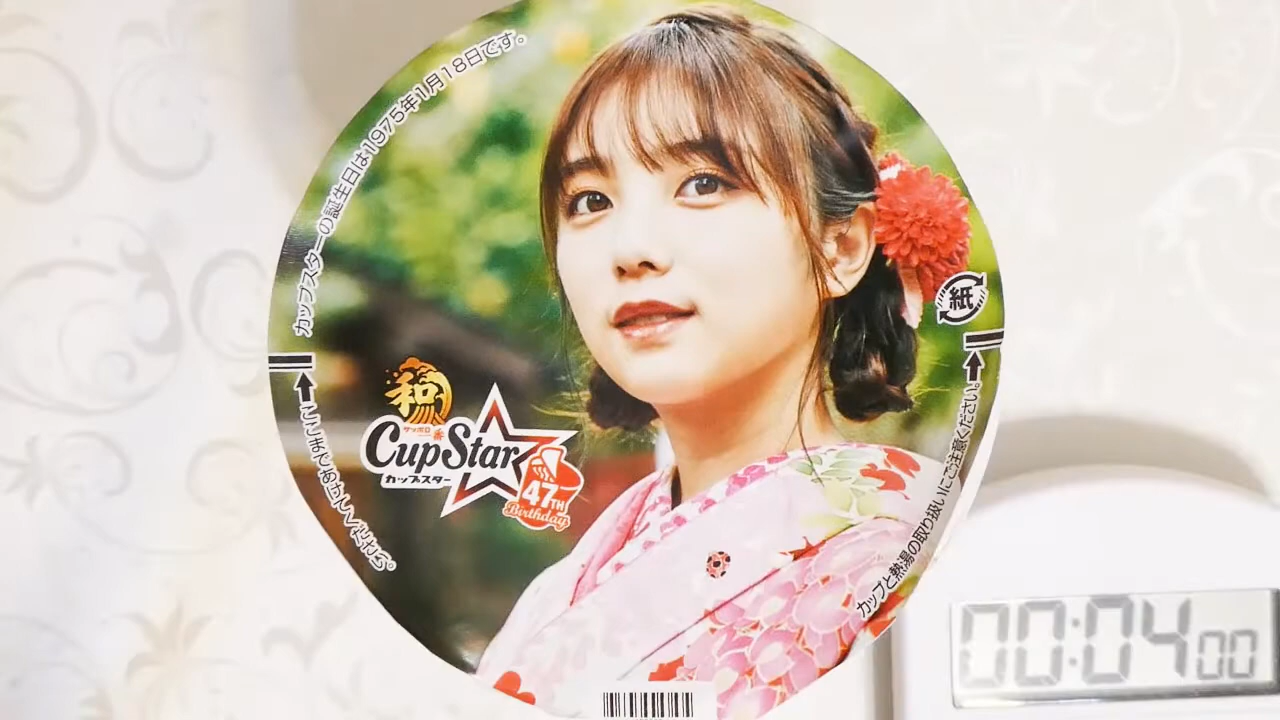 カップスターの誕生日は1975年1月18日です。
紙
和
サッポロ一番
CupStar
カップスター
47TH
Birthday
ここまであけてください。
カップと熱湯の取り扱いにご注意ください。
00:0400